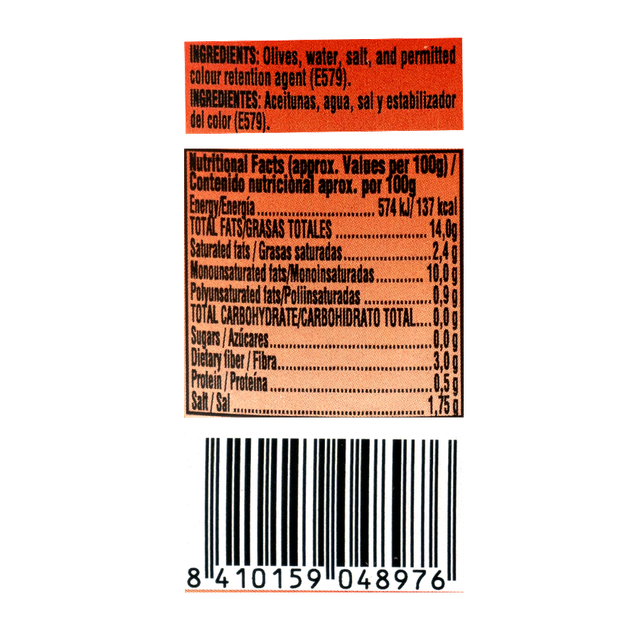 INGREDIENTS: Olives, water, salt, and permitted
colour retention agent (E579).
INGREDIENTES: Aceitunas, agua, sal y estabilizador
del color (E579).
Nutritional Facts (approx. Values per 100g) /
Contenido nutricional aprox. por 100g
Energy/Energía .............. 574 kJ/ 137 kcal
TOTAL FATS/GRASAS TOTALES .............. 14,0g
Saturated fats / Grasas saturadas .............. 2,4 g
Monounsaturated fats/Monoinsaturadas .............. 10,0 g
Polyunsaturated fats/Poliinsaturadas .............. 0,9 g
TOTAL CARBOHYDRATE/CARBOHIDRATO TOTAL.... 0,0 g
Sugars / Azúcares .............. 0,0 g
Dietary fiber / Fibra .............. 3,0 g
Protein / Proteína .............. 0,5 g
Salt / Sal .............. 1,75 g
8 410159 048976